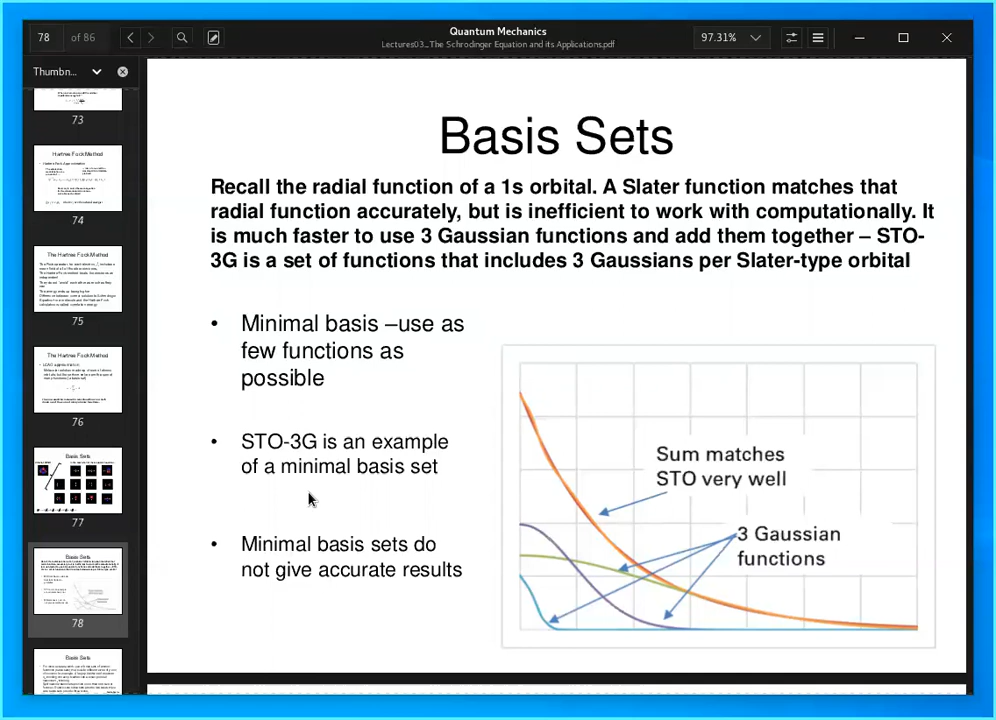 78 of 86
Quantum Mechanics
Lectures03_The Schrodinger Equation and its Applications.pdf
97.31%
Thumbn...
73
Hartree Fock Method
74
The Hartree Fock Method
75
The Hartree Fock Method
76
77
Basis Sets
78
Basis Sets
Basis Sets
Recall the radial function of a 1s orbital. A Slater function matches that
radial function accurately, but is inefficient to work with computationally. It
is much faster to use 3 Gaussian functions and add them together – STO-
3G is a set of functions that includes 3 Gaussians per Slater-type orbital
• Minimal basis –use as
few functions as
possible
• STO-3G is an example
of a minimal basis set
• Minimal basis sets do
not give accurate results
Sum matches
STO very well
3 Gaussian
functions